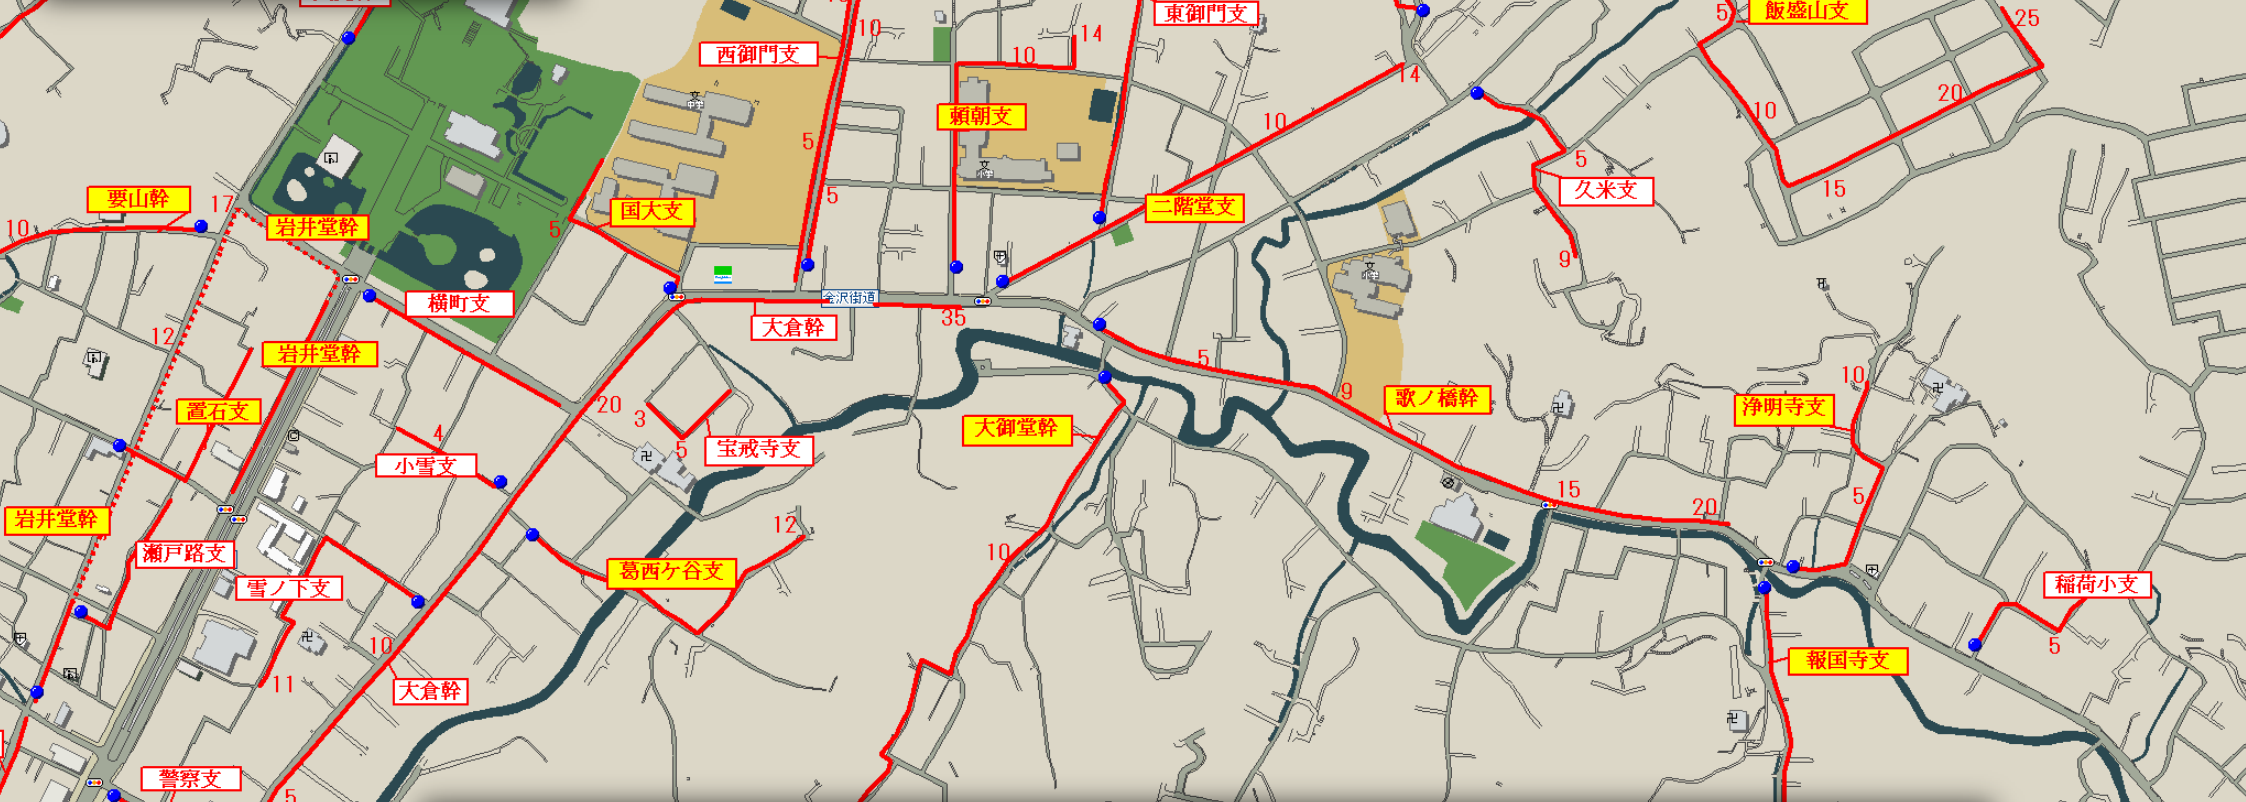 東御門支
5
飯盛山支
25
10
14
西御門支
10
14
20
中学
頼朝支
10
10
5
5
久米支
15
小学
要山幹
17
5
国大支
二階堂支
岩井堂幹
10
5
9
小学
横町支
金沢街道
大倉幹
35
12
岩井堂幹
5
10
9
歌ノ橋幹
浄明寺支
置石支
20
3
大御堂幹
4
宝戒寺支
5
小雪支
15
5
20
岩井堂幹
12
瀬戸路支
10
葛西ケ谷支
雪ノ下支
稲荷小支
10
5
報国寺支
11
大倉幹
警察支
5